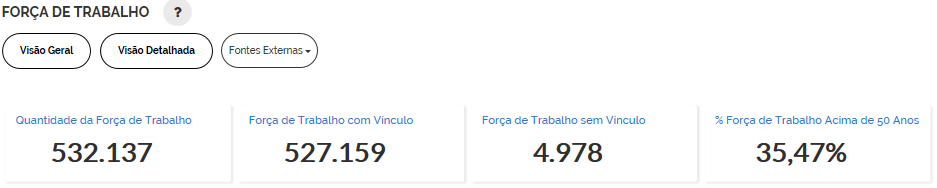 FORÇA DE TRABALHO ?
Visão Geral Visão Detalhada Fontes Externas
Quantidade da Força de Trabalho Força de Trabalho com Vínculo Força de Trabalho sem Vínculo % Força de Trabalho Acima de 50 Anos
532.137 527.159 4.978 35,47%